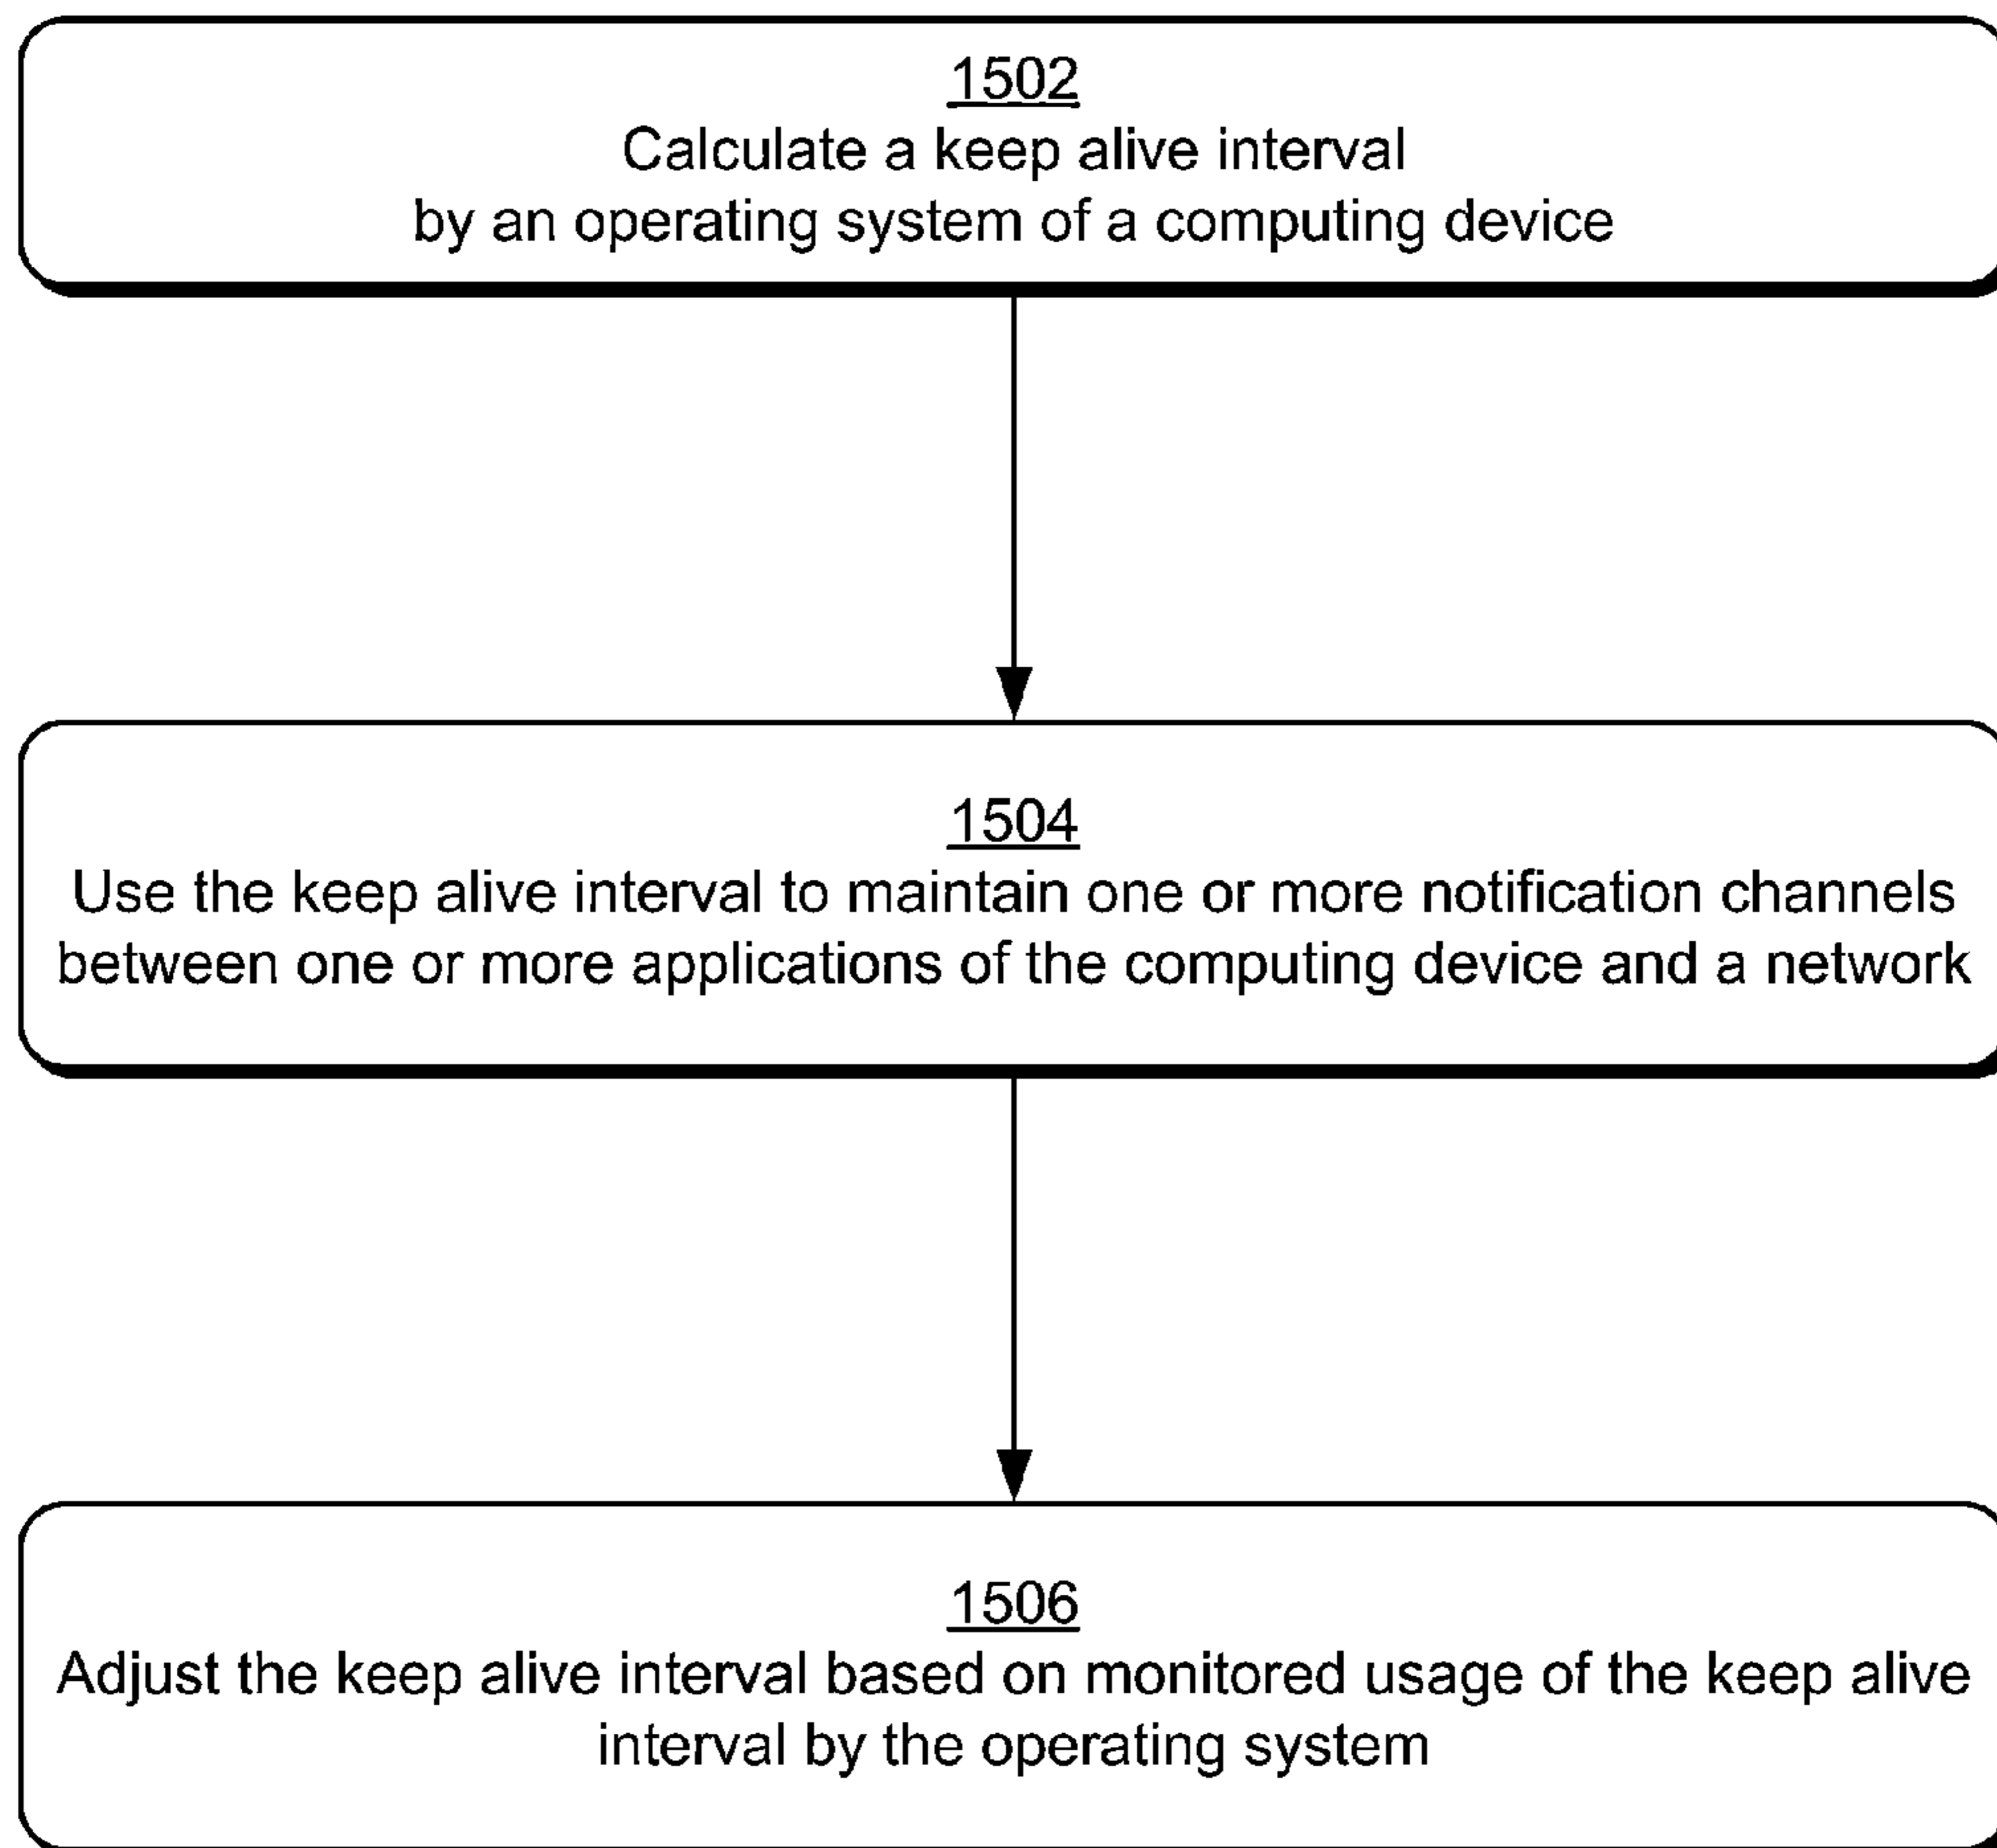 1502
Calculate a keep alive interval
by an operating system of a computing device
1504
Use the keep alive interval to maintain one or more notification channels
between one or more applications of the computing device and a network
1506
Adjust the keep alive interval based on monitored usage of the keep alive
interval by the operating system